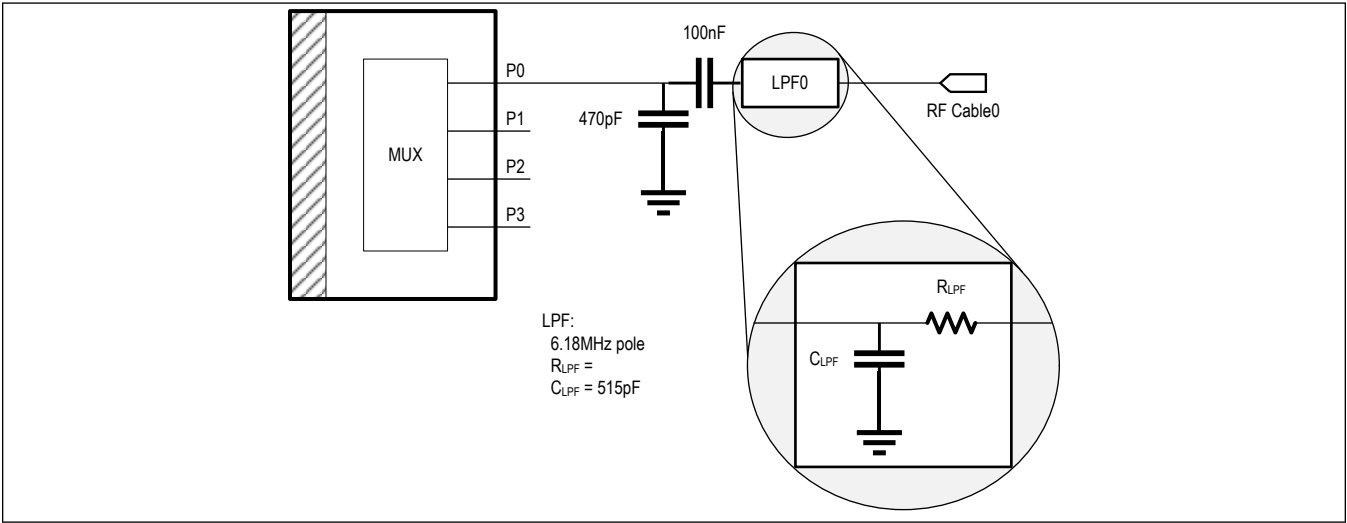 100nF
P0
LPF0
RF Cable0
470pF
P1
MUX
P2
P3
LPF:
6.18MHz pole
RLPF =
CLPF = 515pF
RLPF
CLPF